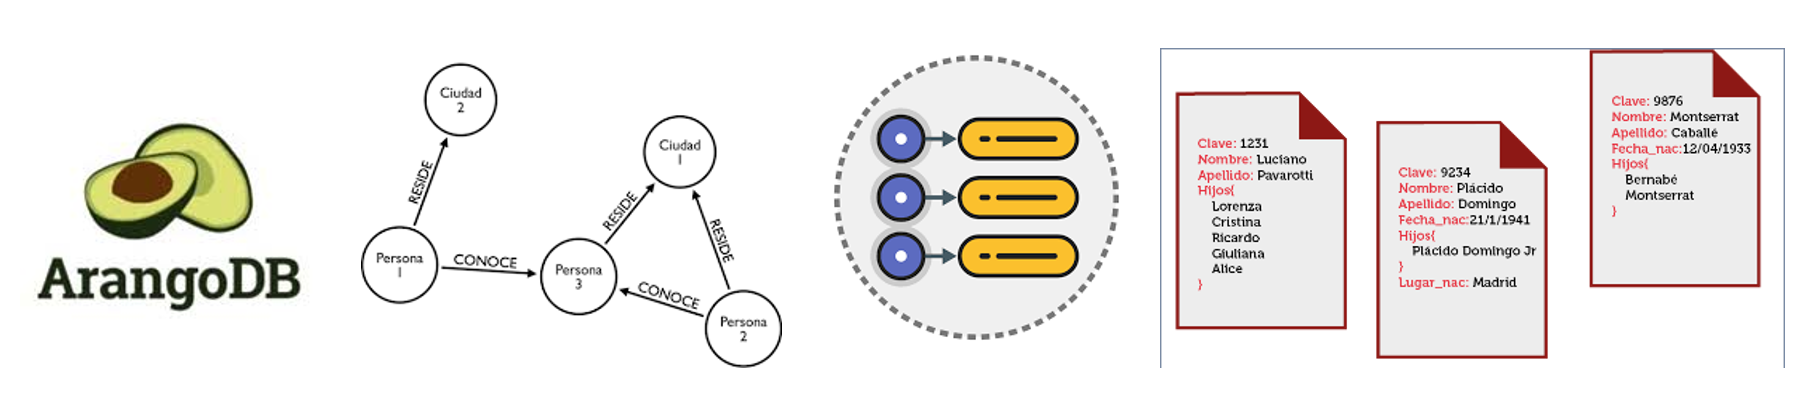 ArangoDB
Ciudad
2
RESIDE
Persona
1
CONOCE
Persona
3
RESIDE
Ciudad
1
RESIDE
CONOCE
Persona
2
Clave: 1231
Nombre: Luciano
Apellido: Pavarotti
Hijos{
Lorenza
Cristina
Ricardo
Giuliana
Alice
}
Clave: 9234
Nombre: Plácido
Apellido: Domingo
Fecha_nac:21/1/1941
Hijos{
Plácido Domingo Jr
}
Lugar_nac: Madrid
Clave: 9876
Nombre: Montserrat
Apellido: Caballé
Fecha_nac:12/04/1933
Hijos{
Bernabé
Montserrat
}